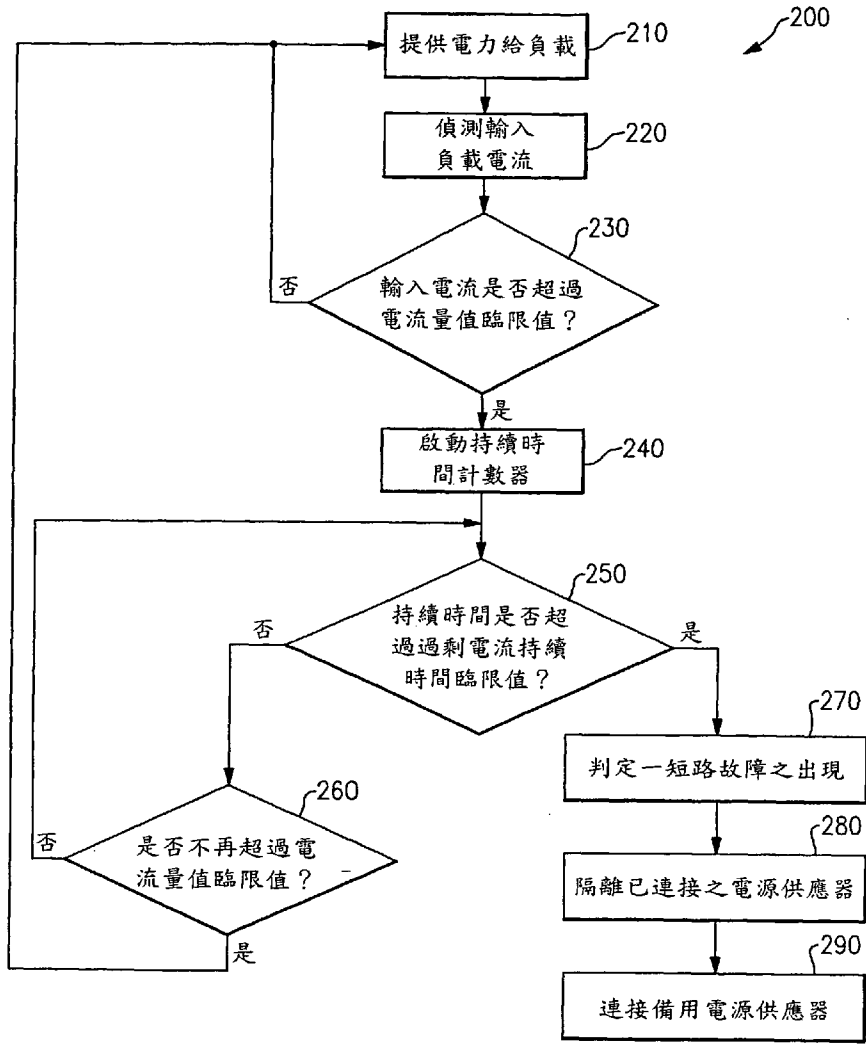 200
提供電力給負載
210
偵測輸入
負載電流
220
230
輸入電流是否超過
電流量值臨限值？
否
是
啟動持續時
間計數器
240
250
持續時間是否超
過過剩電流持續
時間臨限值？
否
是
270
判定一短路故障之出現
260
是否不再超過電
流量值臨限值？
否
是
280
隔離已連接之電源供應器
290
連接備用電源供應器